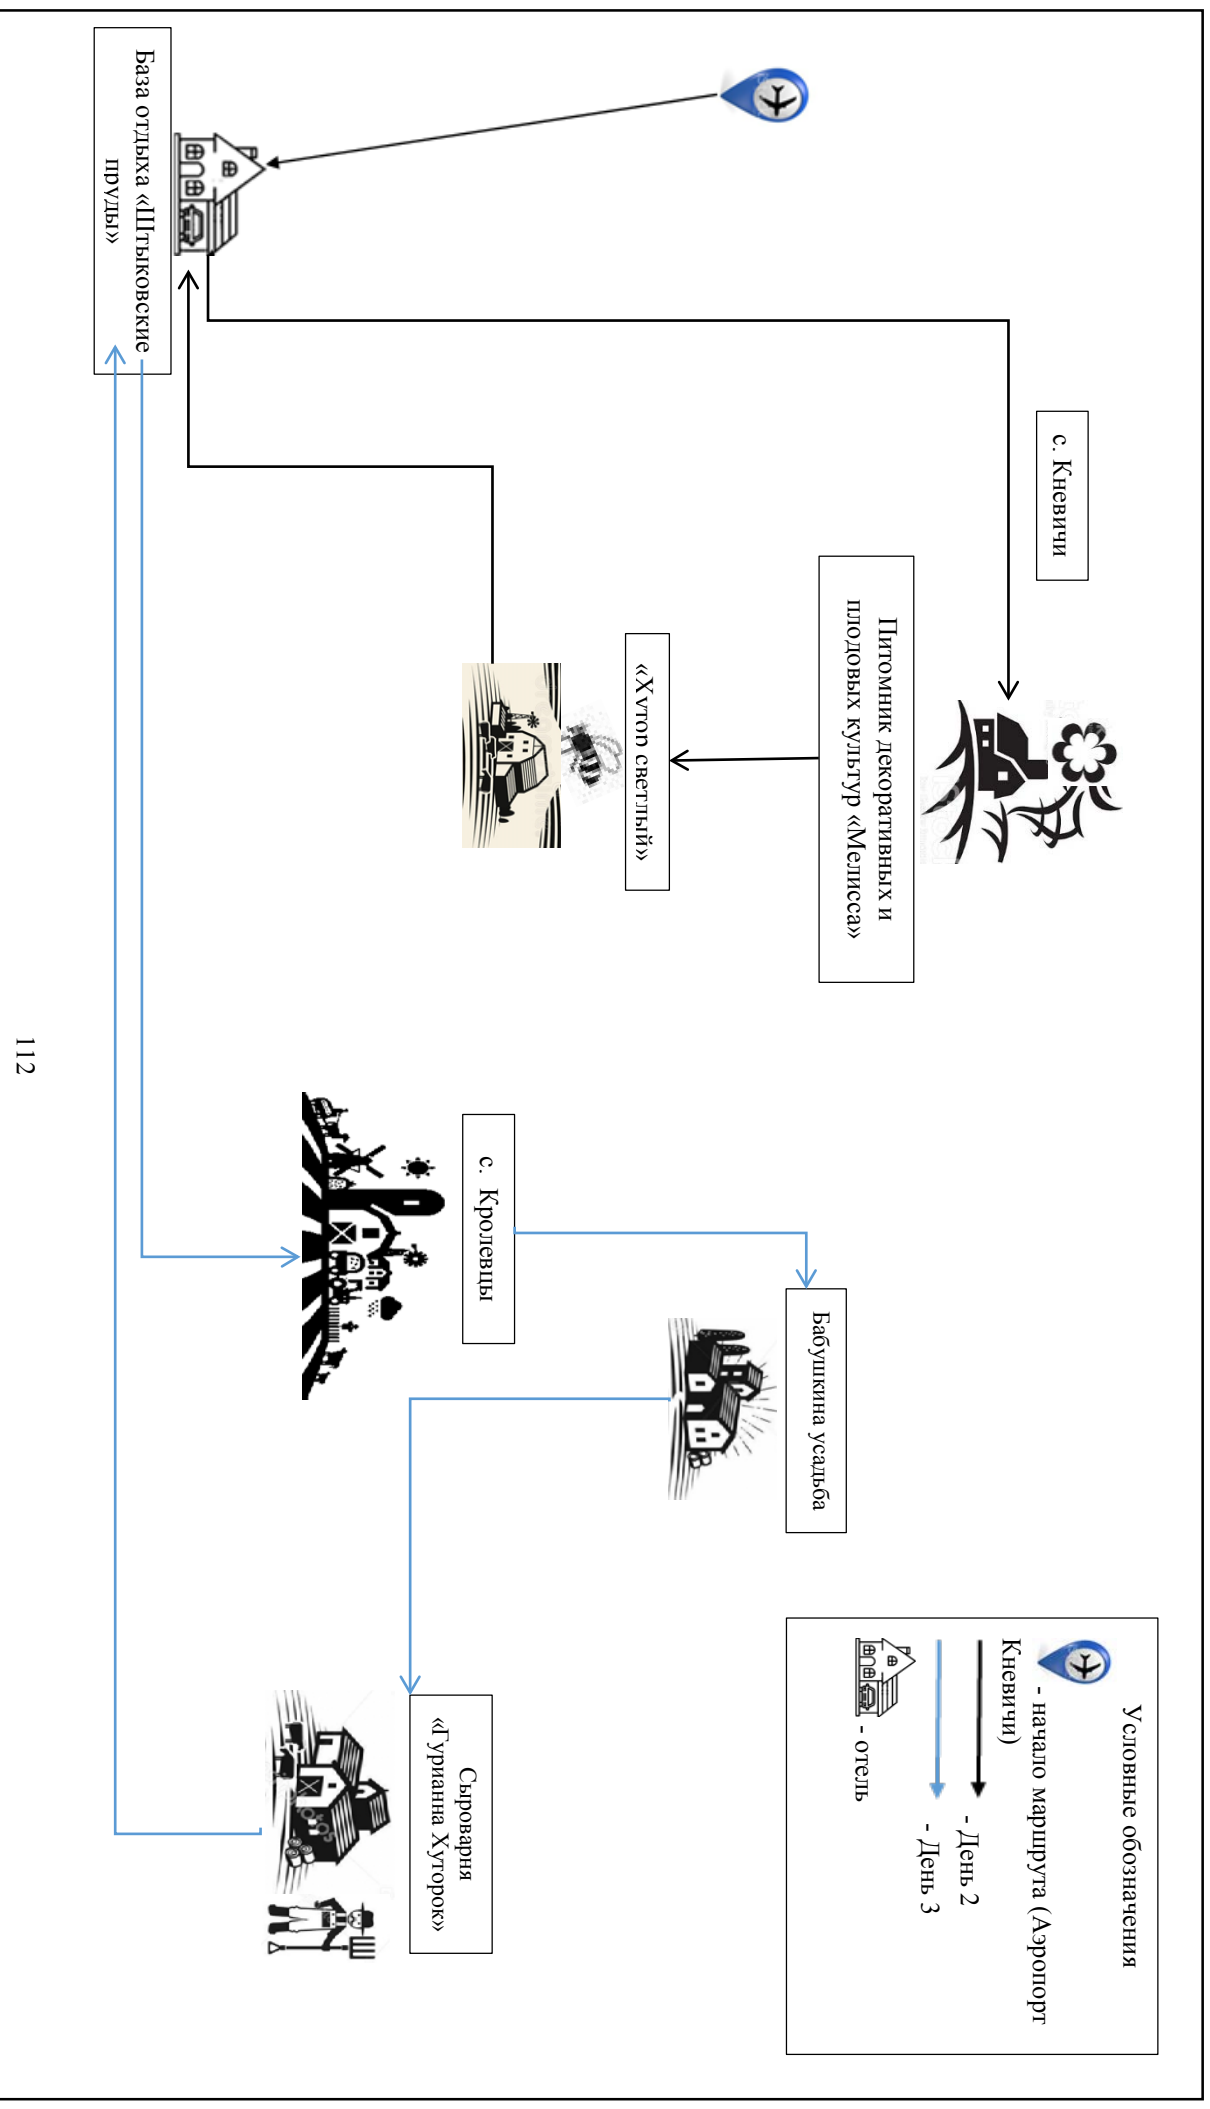 База отдыха «Штыковские
пруды»
с. Кневичи
Питомник декоративных и
плодовых культур «Мелисса»
«Хутор светлый»
с. Кролевцы
Бабушкина усадьба
Сыроварня
«Гурианна Хуторок»
Условные обозначения
- начало маршрута (Аэропорт
Кневичи)
- День 2
- День 3
- отель
112